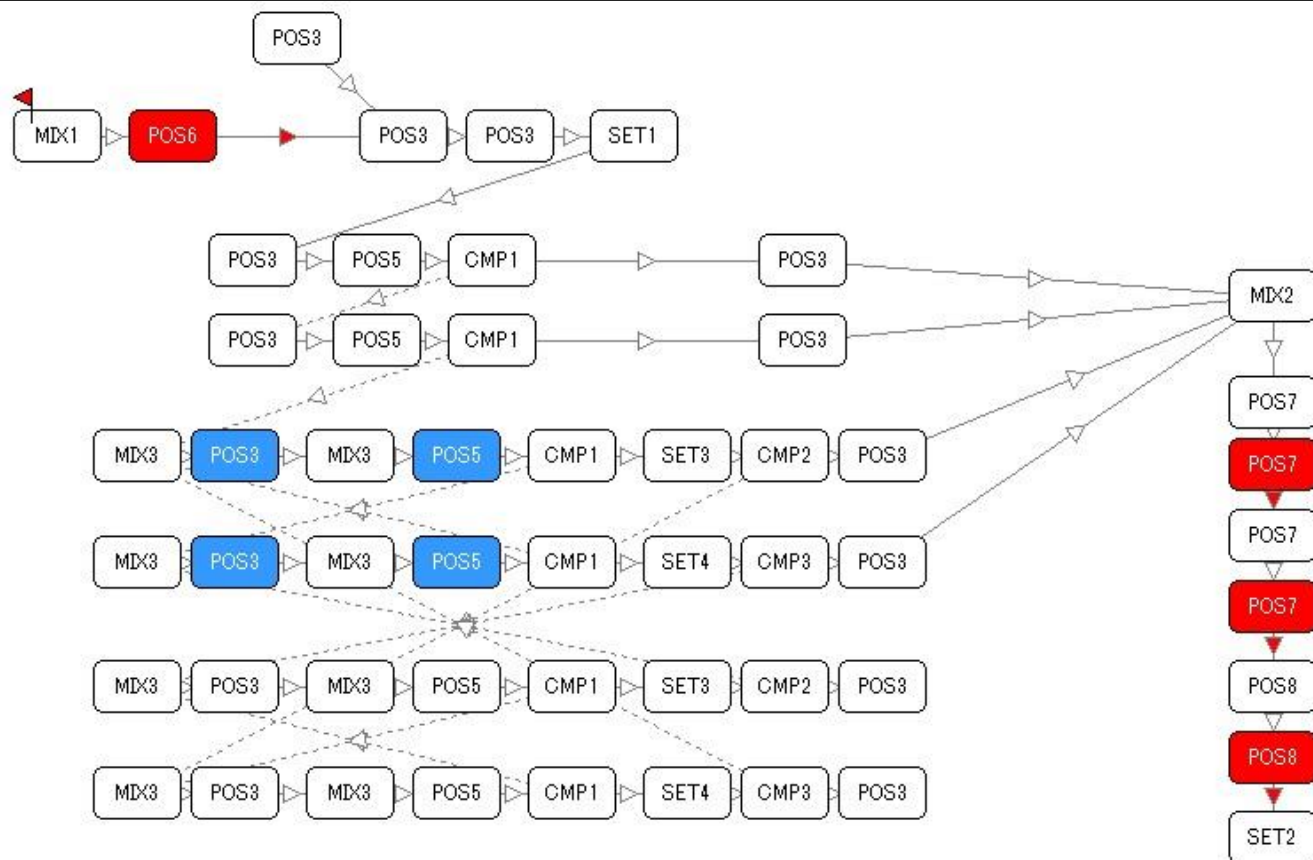 POS3
MIX1 POS6 POS3 POS3 SET1
POS3 POS5 CMP1 POS3
MIX2
POS3 POS5 CMP1 POS3
POS7
MIX3 POS3 MIX3 POS5 CMP1 SET3 CMP2 POS3
POS7
POS7
MIX3 POS3 MIX3 POS5 CMP1 SET4 CMP3 POS3
POS7
MIX3 POS3 MIX3 POS5 CMP1 SET3 CMP2 POS3
POS8
POS8
MIX3 POS3 MIX3 POS5 CMP1 SET4 CMP3 POS3
SET2